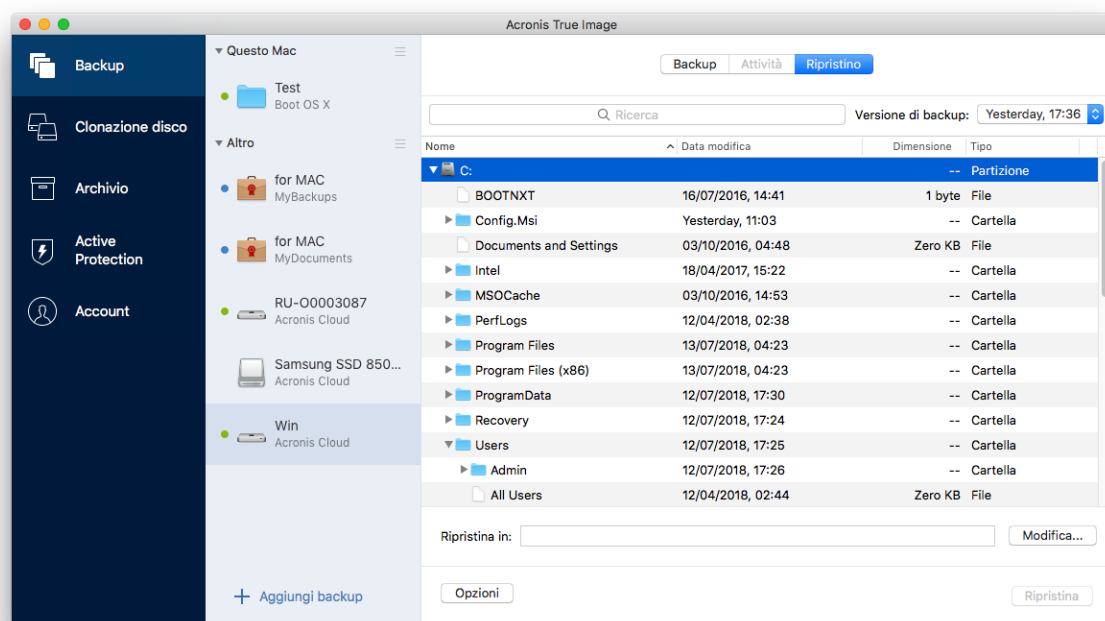 Acronis True Image
Backup
Clonazione disco
Archivio
Active
Protection
Account
Questo Mac
Test
Boot OS X
Altro
for MAC
MyBackups
for MAC
MyDocuments
RU-O0003087
Acronis Cloud
Samsung SSD 850...
Acronis Cloud
Win
Acronis Cloud
Aggiungi backup
Backup Attività Ripristino
Ricerca Versione di backup: Yesterday, 17:36
Nome Data modifica Dimensione Tipo
C: -- Partizione
BOOTNXT 16/07/2016, 14:41 1 byte File
Config.Msi Yesterday, 11:03 -- Cartella
Documents and Settings 03/10/2016, 04:48 Zero KB File
Intel 18/04/2017, 15:22 -- Cartella
MSOCache 03/10/2016, 14:53 -- Cartella
PerfLogs 12/04/2018, 02:38 -- Cartella
Program Files 13/07/2018, 04:23 -- Cartella
Program Files (x86) 13/07/2018, 04:23 -- Cartella
ProgramData 12/07/2018, 17:30 -- Cartella
Recovery 12/07/2018, 17:24 -- Cartella
Users 12/07/2018, 17:25 -- Cartella
Admin 12/07/2018, 17:26 -- Cartella
All Users 12/04/2018, 02:44 Zero KB File
Ripristina in: Modifica...
Opzioni Ripristina